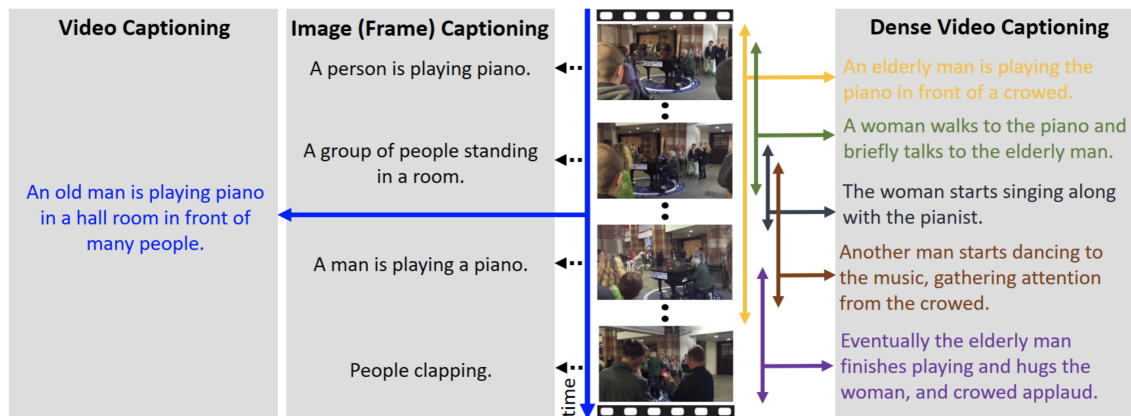 Video Captioning
An old man is playing piano
in a hall room in front of
many people.
Image (Frame) Captioning
A person is playing piano.
A group of people standing
in a room.
A man is playing a piano.
People clapping.
time
Dense Video Captioning
An elderly man is playing the
piano in front of a crowed.
A woman walks to the piano and
briefly talks to the elderly man.
The woman starts singing along
with the pianist.
Another man starts dancing to
the music, gathering attention
from the crowed.
Eventually the elderly man
finishes playing and hugs the
woman, and crowed applaud.